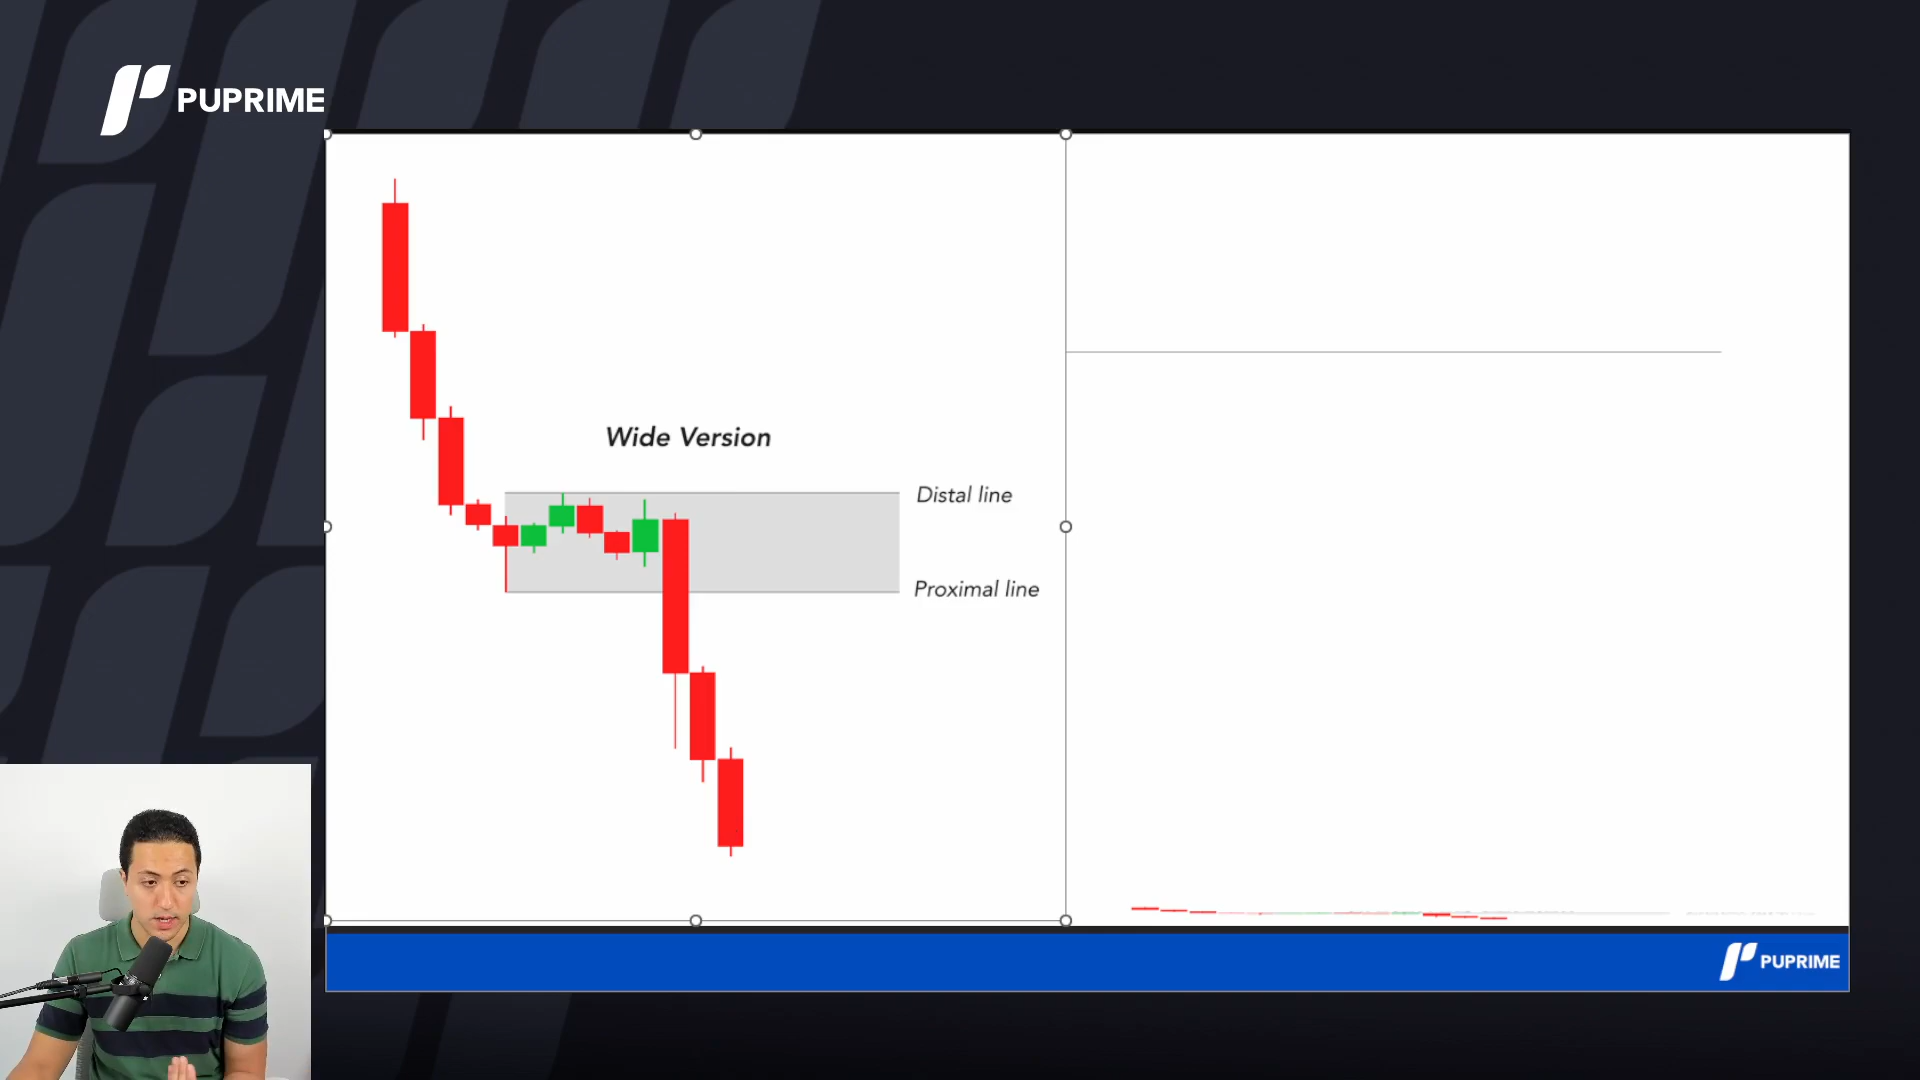 PUPRIME
Wide Version
Distal line
Proximal line
PUPRIME